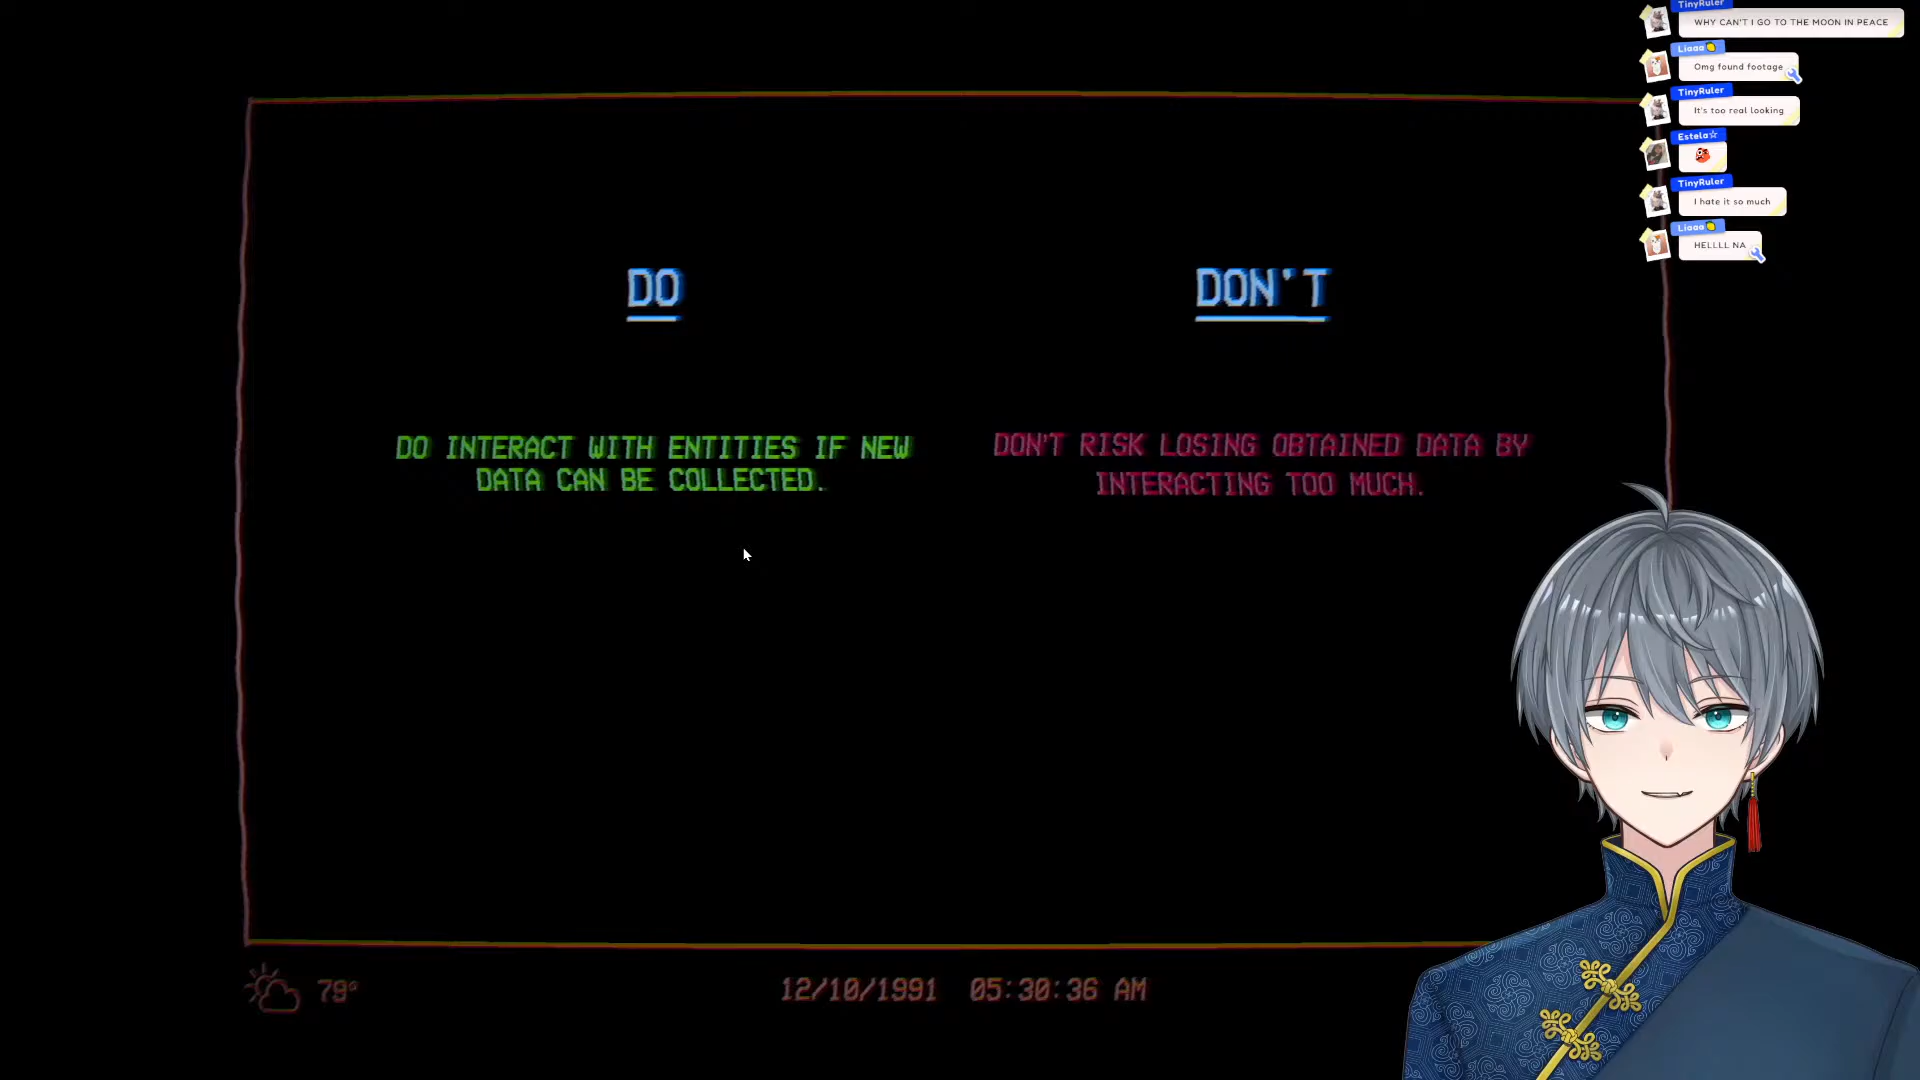 TinyRuler
WHY CAN'T I GO TO THE MOON IN PEACE
Liaaa
Omg found footage
TinyRuler
It's too real looking
Estela☆
TinyRuler
I hate it so much
Liaaa
HELLLL NA
DO
DON'T
DO INTERACT WITH ENTITIES IF NEW
DATA CAN BE COLLECTED.
DON'T RISK LOSING OBTAINED DATA BY
INTERACTING TOO MUCH.
79°
12/10/1991 05:30:36 AM